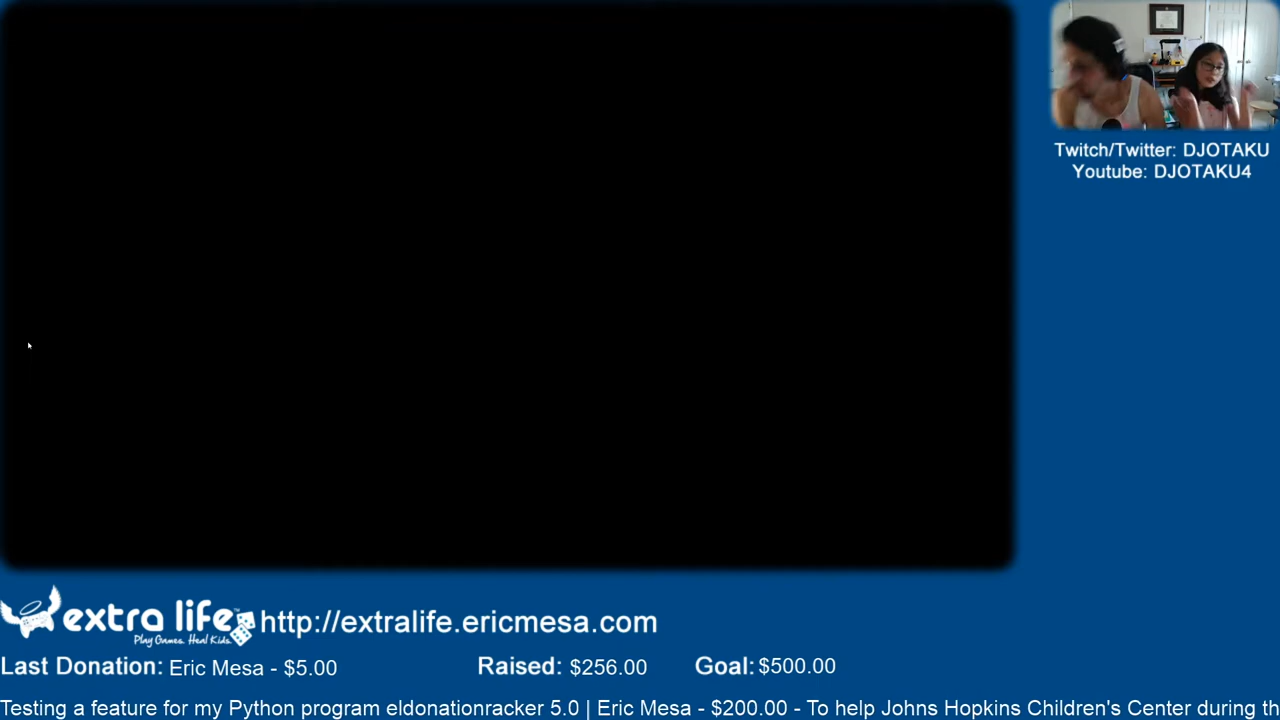 Twitch/Twitter: DJOTAKU
Youtube: DJOTAKU4
extra life
Play Games. Heal Kids.
http://extralife.ericmesa.com
Last Donation: Eric Mesa - $5.00
Raised: $256.00
Goal: $500.00
Testing a feature for my Python program eldonationracker 5.0 | Eric Mesa - $200.00 - To help Johns Hopkins Children's Center during th